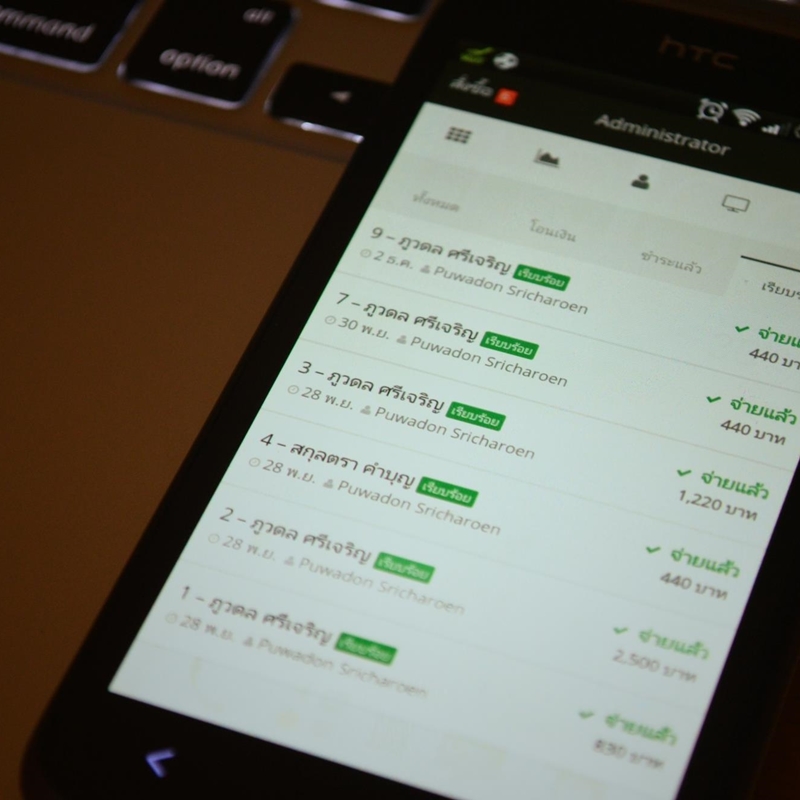 command
alt
option
hTC
สั่งซื้อ
Administrator
ทั้งหมด
โอนเงิน
ชำระแล้ว
เรียบร
9 – ภูวดล ศรีเจริญ เรียบร้อย
2 ธ.ค. Puwadon Sricharoen
จ่ายแล
440 บา
7 – ภูวดล ศรีเจริญ เรียบร้อย
30 พ.ย. Puwadon Sricharoen
จ่ายแล้ว
440 บาท
3 – ภูวดล ศรีเจริญ เรียบร้อย
28 พ.ย. Puwadon Sricharoen
จ่ายแล้ว
1,220 บาท
4 – สกุลตรา คำบุญ เรียบร้อย
28 พ.ย. Puwadon Sricharoen
จ่ายแล้ว
440 บาท
2 – ภูวดล ศรีเจริญ เรียบร้อย
28 พ.ย. Puwadon Sricharoen
จ่ายแล้ว
2,500 บาท
1 – ภูวดล ศรีเจริญ เรียบร้อย
28 พ.ย. Puwadon Sricharoen
จ่ายแล้ว
บาท